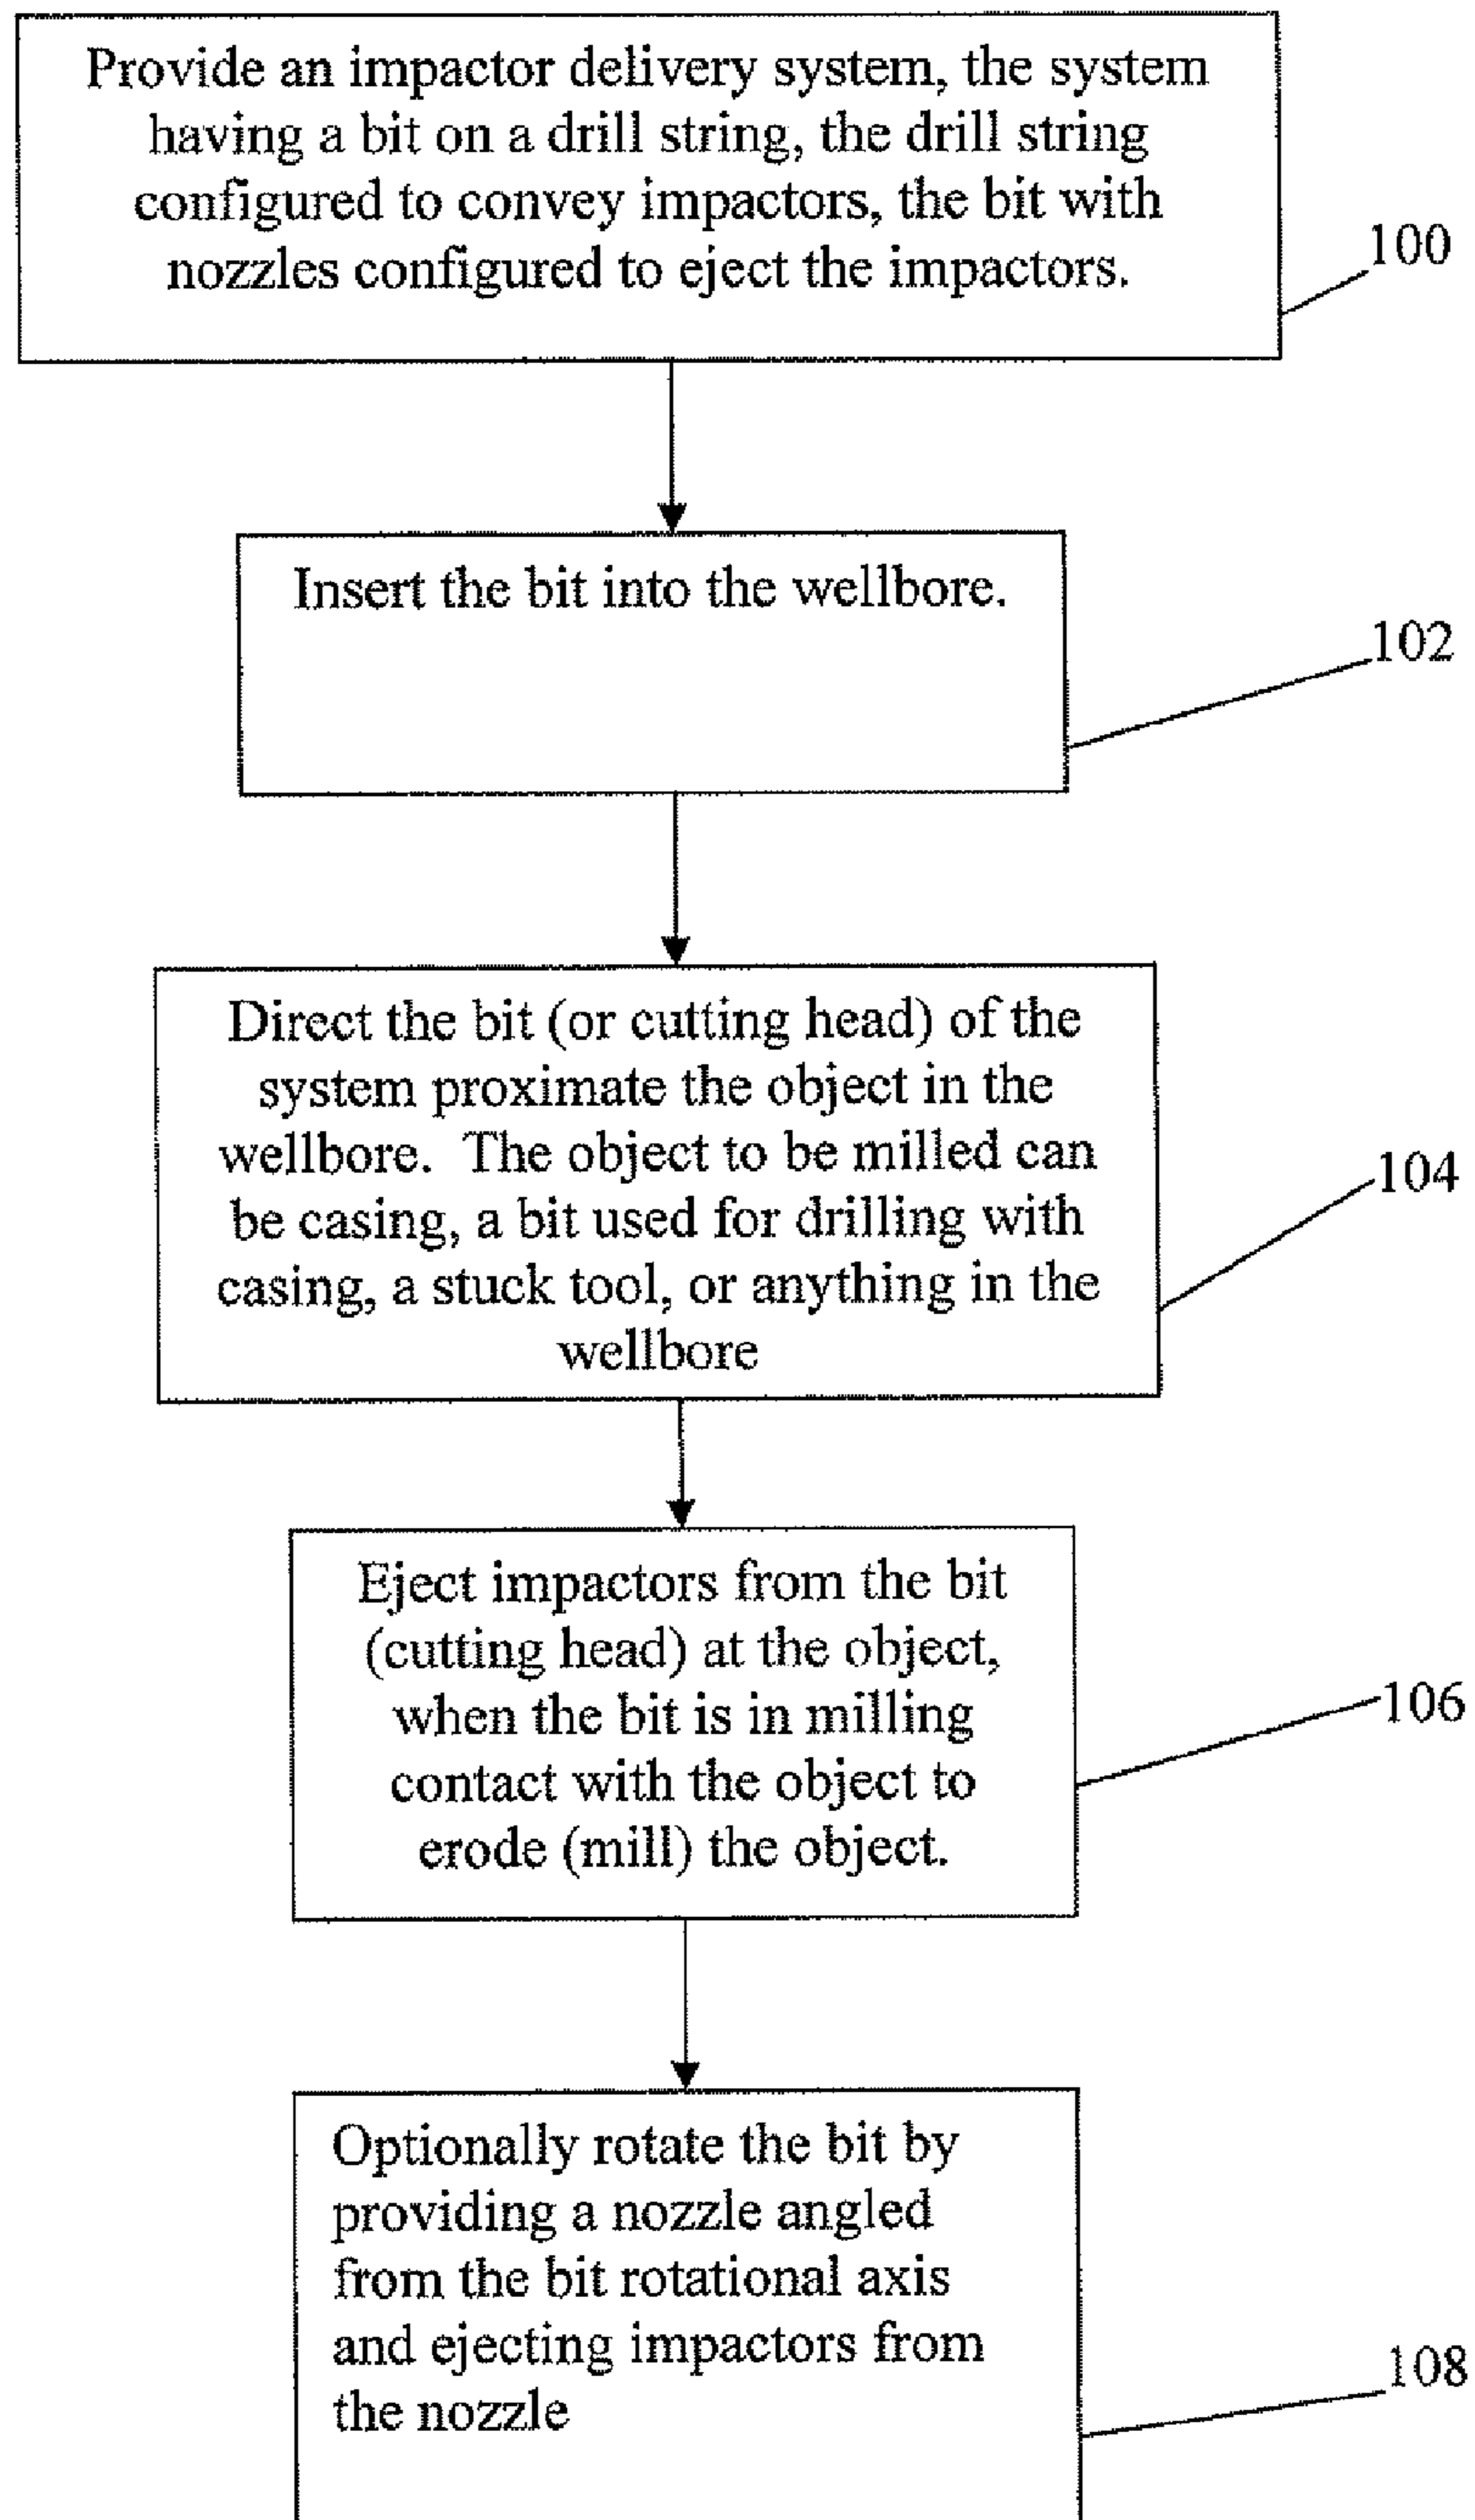 Provide an impactor delivery system, the system
having a bit on a drill string, the drill string
configured to convey impactors, the bit with
nozzles configured to eject the impactors.
100
Insert the bit into the wellbore.
102
Direct the bit (or cutting head) of the
system proximate the object in the
wellbore. The object to be milled can
be casing, a bit used for drilling with
casing, a stuck tool, or anything in the
wellbore
104
Eject impactors from the bit
(cutting head) at the object,
when the bit is in milling
contact with the object to
erode (mill) the object.
106
Optionally rotate the bit by
providing a nozzle angled
from the bit rotational axis
and ejecting impactors from
the nozzle
108